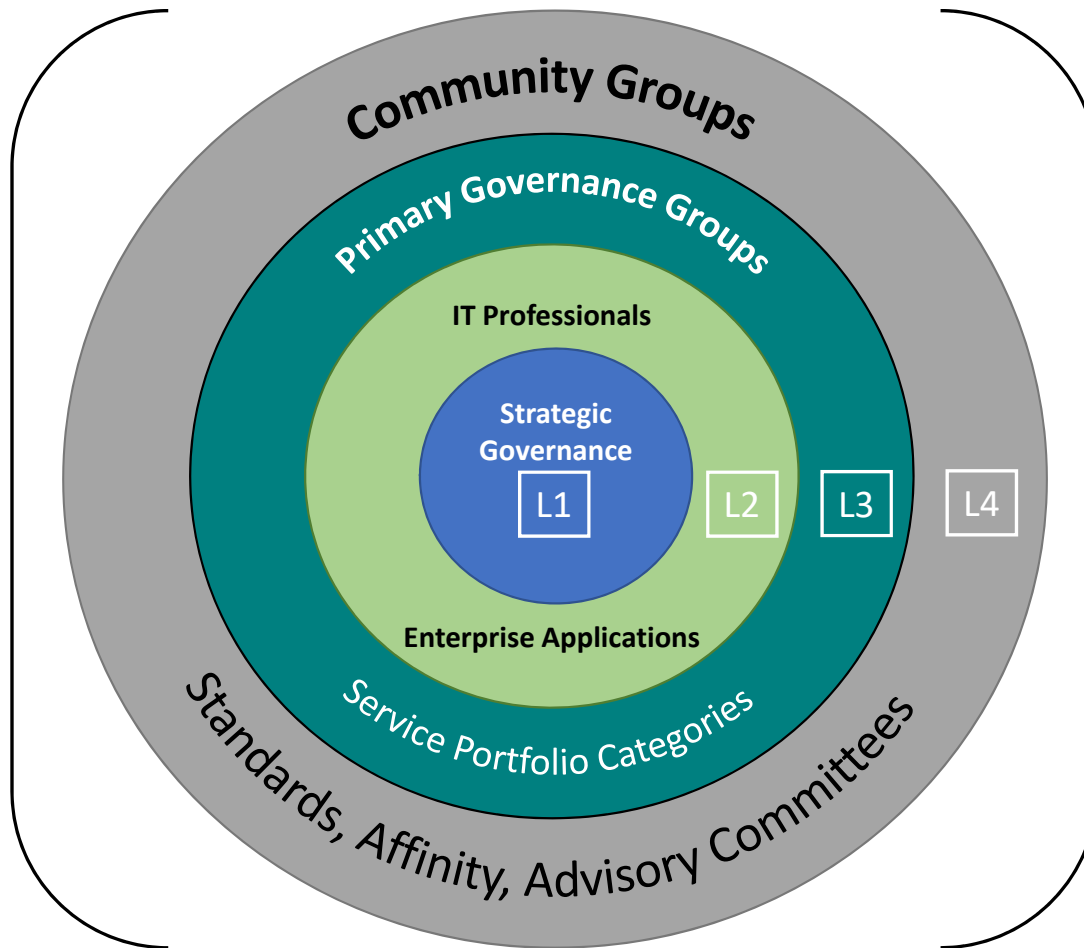 Community Groups
Primary Governance Groups
IT Professionals
Strategic
Governance
L1
L2
L3
L4
Enterprise Applications
Service Portfolio Categories
Standards, Affinity, Advisory Committees